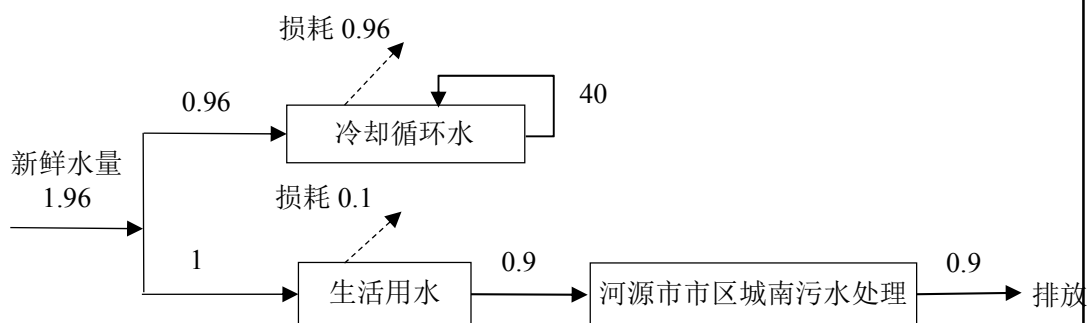 损耗 0.96
0.96
40
冷却循环水
新鲜水量
1.96
损耗 0.1
1
0.9
0.9
生活用水
河源市市区城南污水处理
排放